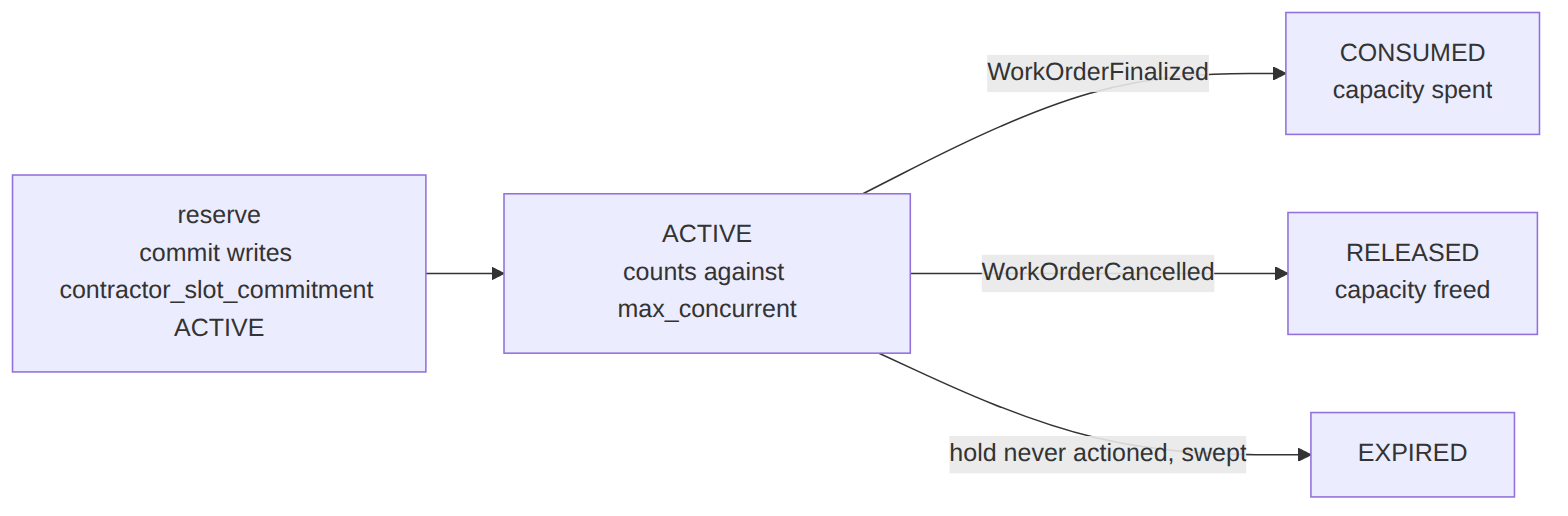 reserve
commit writes
contractor_slot_commitment
ACTIVE
ACTIVE
counts against
max_concurrent
WorkOrderFinalized
CONSUMED
capacity spent
WorkOrderCancelled
RELEASED
capacity freed
hold never actioned, swept
EXPIRED